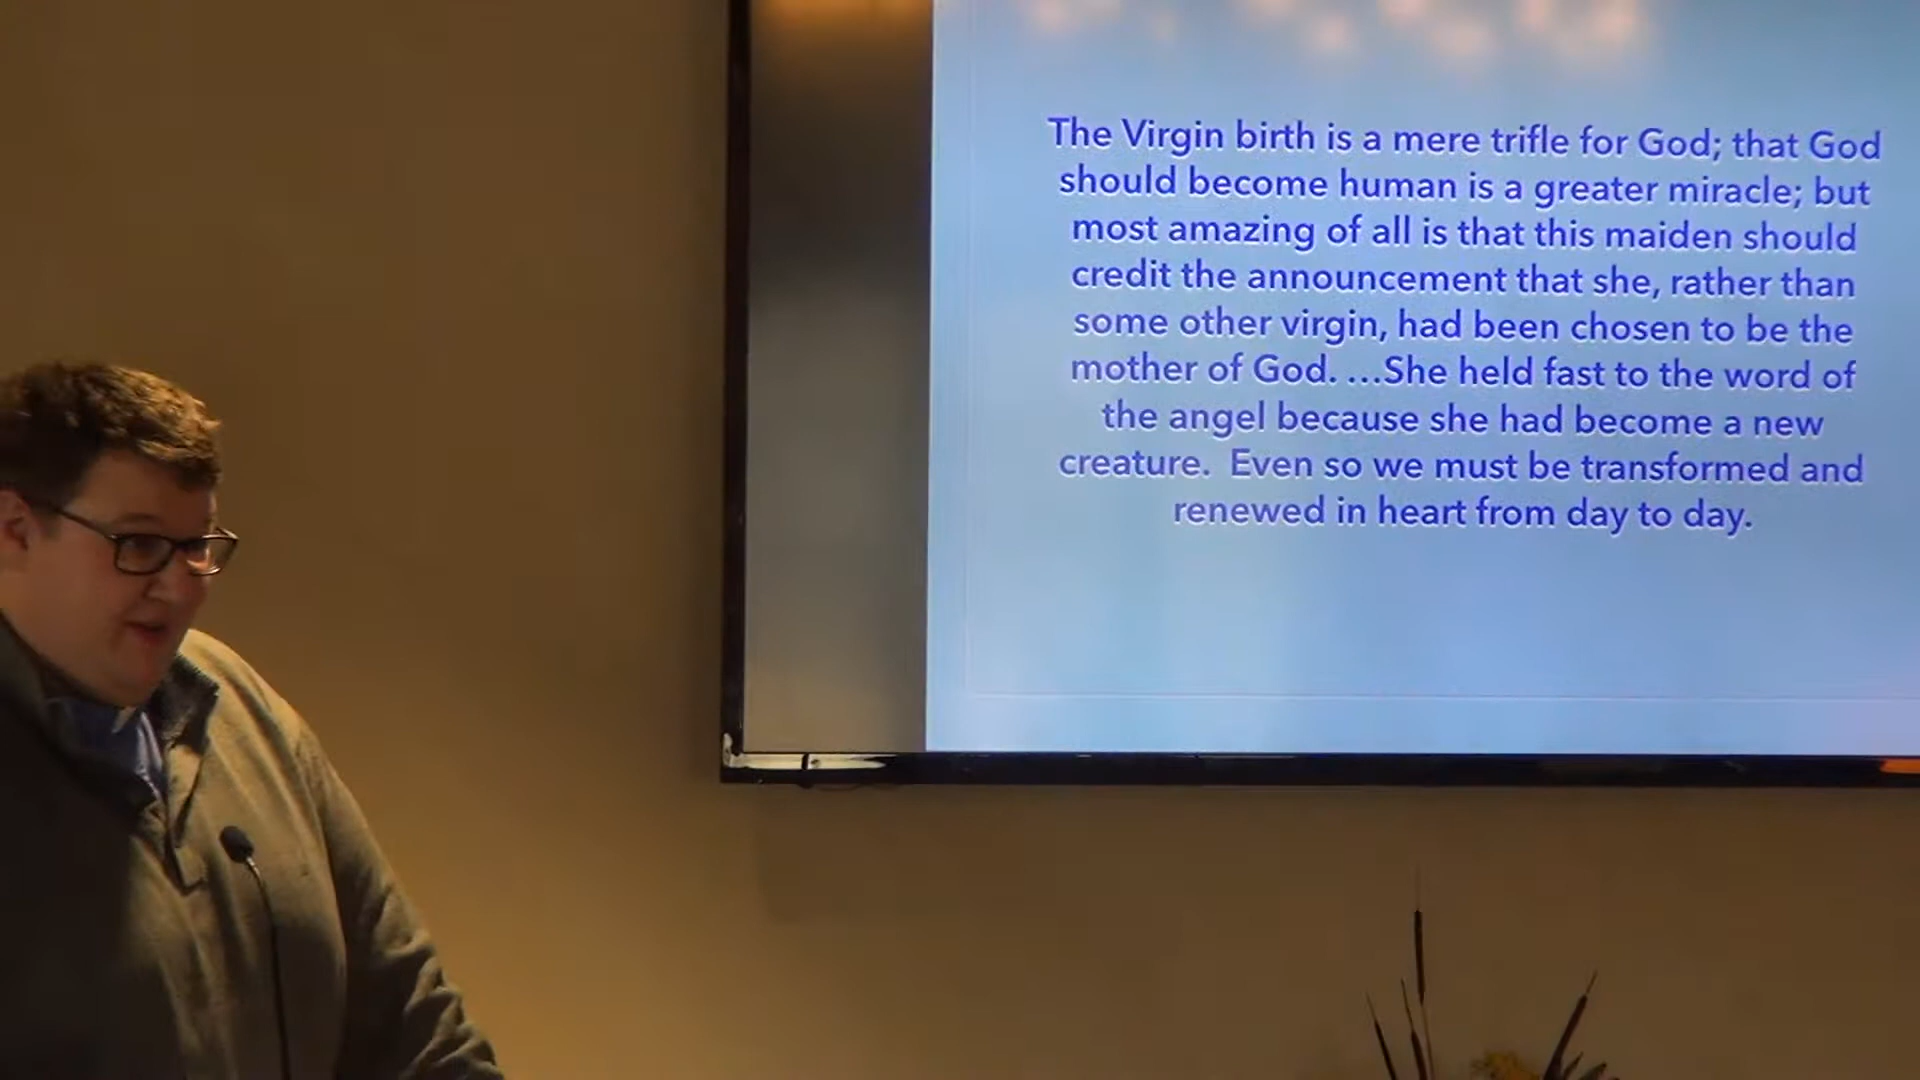 The Virgin birth is a mere trifle for God; that God
should become human is a greater miracle; but
most amazing of all is that this maiden should
credit the announcement that she, rather than
some other virgin, had been chosen to be the
mother of God. ...She held fast to the word of
the angel because she had become a new
creature.  Even so we must be transformed and
renewed in heart from day to day.